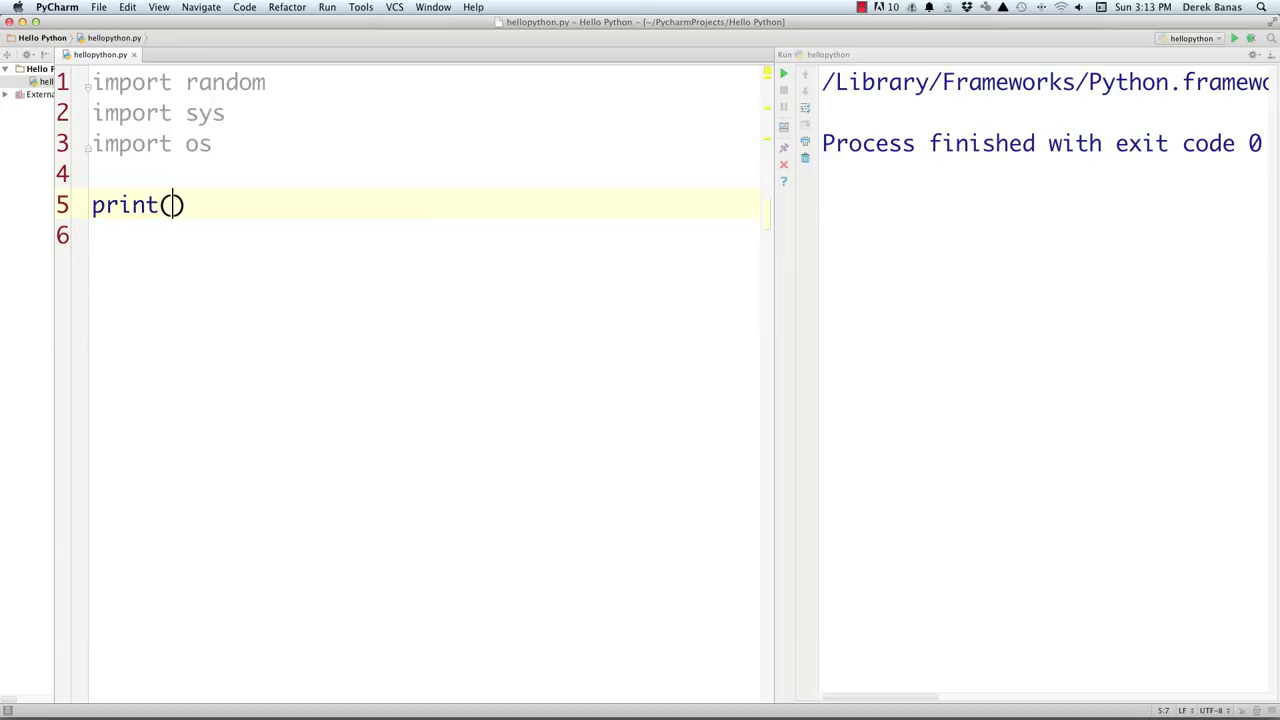 PyCharm File Edit View Navigate Code Refactor Run Tools VCS Window Help 10 Sun 3:13 PM Derek Banas
hellopython.py – Hello Python – [~/PycharmProjects/Hello Python]
Hello Python hellopython.py hellopython
hellopython.py Run hellopython
Hello P
hell
Externa
1 import random
2 import sys
3 import os
4
5 print()
6
/Library/Frameworks/Python.framewo
Process finished with exit code 0
5:7 LF UTF-8